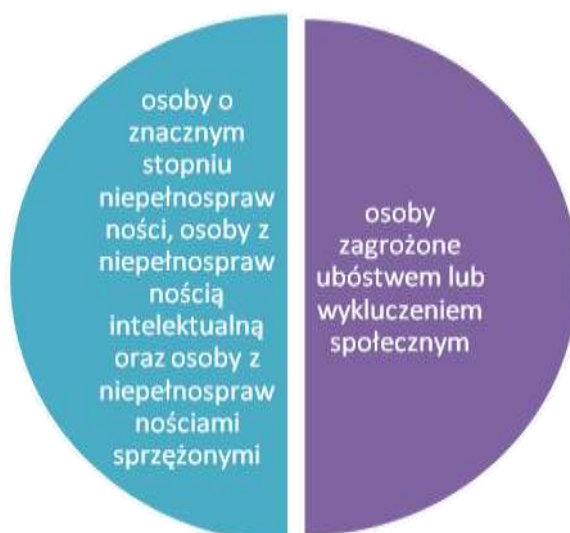 osoby o
znacznym
stopniu
niepełnospraw
ności, osoby z
niepełnospraw
nością
intelektualną
oraz osoby z
niepełnospraw
nościami
sprzężonymi
osoby
zagrożone
ubóstwem lub
wykluczeniem
społecznym